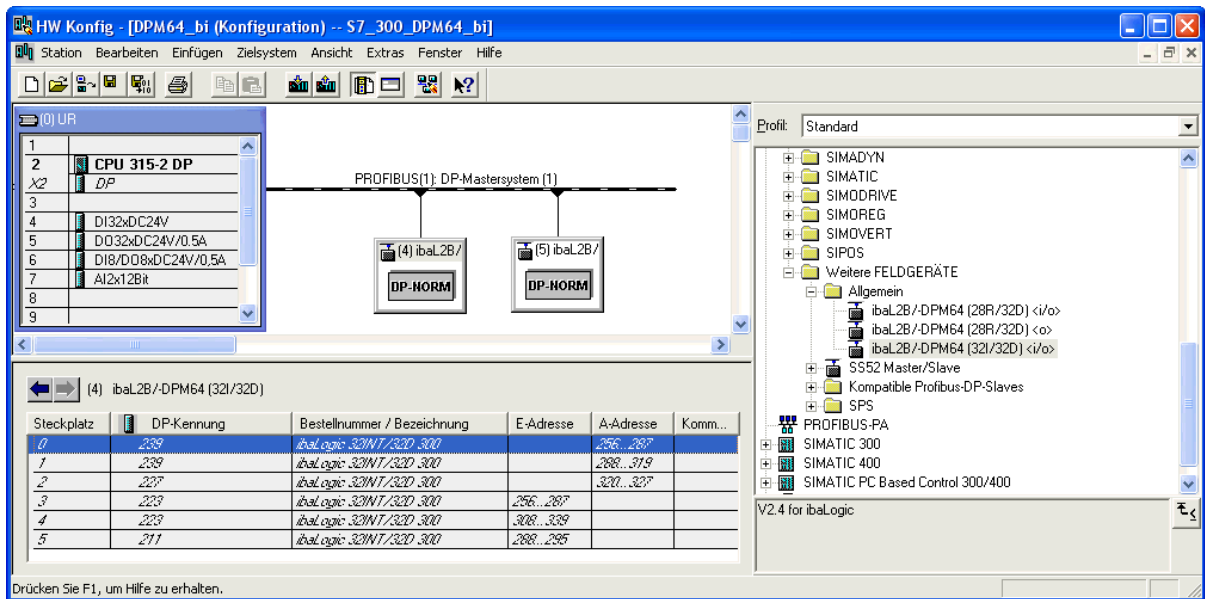 HW Konfig - [DPM64_bi (Konfiguration) -- S7_300_DPM64_bi]
Station Bearbeiten Einfügen Zielsystem Ansicht Extras Fenster Hilfe
(0) UR
1
2 CPU 315-2 DP
X2 DP
3
4 DI32xDC24V
5 DO32xDC24V/0.5A
6 DI8/DO8xDC24V/0,5A
7 AI2x12Bit
8
9
PROFIBUS(1): DP-Mastersystem (1)
(4) ibaL2B/
DP-NORM
(5) ibaL2B/
DP-NORM
Profil: Standard
SIMADYN
SIMATIC
SIMODRIVE
SIMOREG
SIMOVERT
SIPOS
Weitere FELDGERÄTE
Allgemein
ibaL2B/-DPM64 (28R/32D) <i/o>
ibaL2B/-DPM64 (28R/32D) <o>
ibaL2B/-DPM64 (32I/32D) <i/o>
SS52 Master/Slave
Kompatible Profibus-DP-Slaves
SPS
PROFIBUS-PA
SIMATIC 300
SIMATIC 400
SIMATIC PC Based Control 300/400
V2.4 for ibaLogic
(4) ibaL2B/-DPM64 (32I/32D)
Steckplatz DP-Kennung Bestellnummer / Bezeichnung E-Adresse A-Adresse Komm...
0 239 ibaLogic 32INT/32D 300 256...287
1 239 ibaLogic 32INT/32D 300 288...319
2 227 ibaLogic 32INT/32D 300 320...327
3 223 ibaLogic 32INT/32D 300 256...287
4 223 ibaLogic 32INT/32D 300 308...339
5 211 ibaLogic 32INT/32D 300 288...295
Drücken Sie F1, um Hilfe zu erhalten.